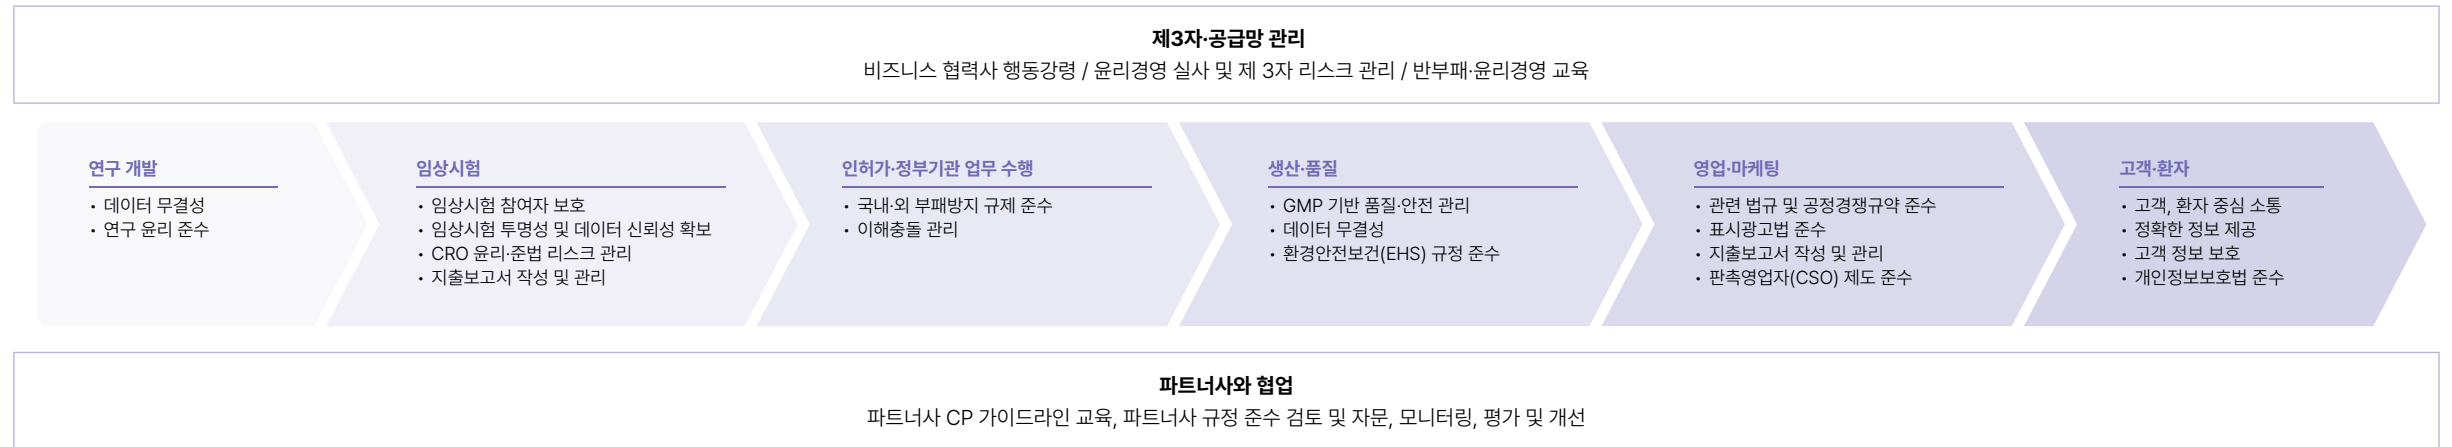 제3자·공급망 관리
비즈니스 협력사 행동강령 / 윤리경영 실사 및 제 3자 리스크 관리 / 반부패·윤리경영 교육
연구 개발
• 데이터 무결성
• 연구 윤리 준수
임상시험
• 임상시험 참여자 보호
• 임상시험 투명성 및 데이터 신뢰성 확보
• CRO 윤리·준법 리스크 관리
• 지출보고서 작성 및 관리
인허가·정부기관 업무 수행
• 국내·외 부패방지 규제 준수
• 이해충돌 관리
생산·품질
• GMP 기반 품질·안전 관리
• 데이터 무결성
• 환경안전보건(EHS) 규정 준수
영업·마케팅
• 관련 법규 및 공정경쟁규약 준수
• 표시광고법 준수
• 지출보고서 작성 및 관리
• 판촉영업자(CSO) 제도 준수
고객·환자
• 고객, 환자 중심 소통
• 정확한 정보 제공
• 고객 정보 보호
• 개인정보보호법 준수
파트너사와 협업
파트너사 CP 가이드라인 교육, 파트너사 규정 준수 검토 및 자문, 모니터링, 평가 및 개선